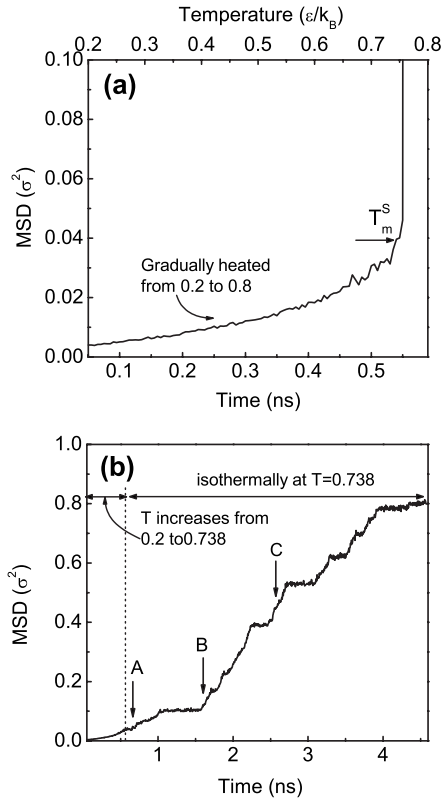 Temperature (ε/k_B)
0.2 0.3 0.4 0.5 0.6 0.7 0.8
0.10
(a)
0.08
MSD (σ²)
0.06
T_m^S
0.04
Gradually heated
from 0.2 to 0.8
0.02
0.00
0.1 0.2 0.3 0.4 0.5
Time (ns)
1.0
(b)
isothermally at T=0.738
0.8
T increases from
0.2 to0.738
MSD (σ²)
0.6
C
0.4
B
A
0.2
0.0
1 2 3 4
Time (ns)